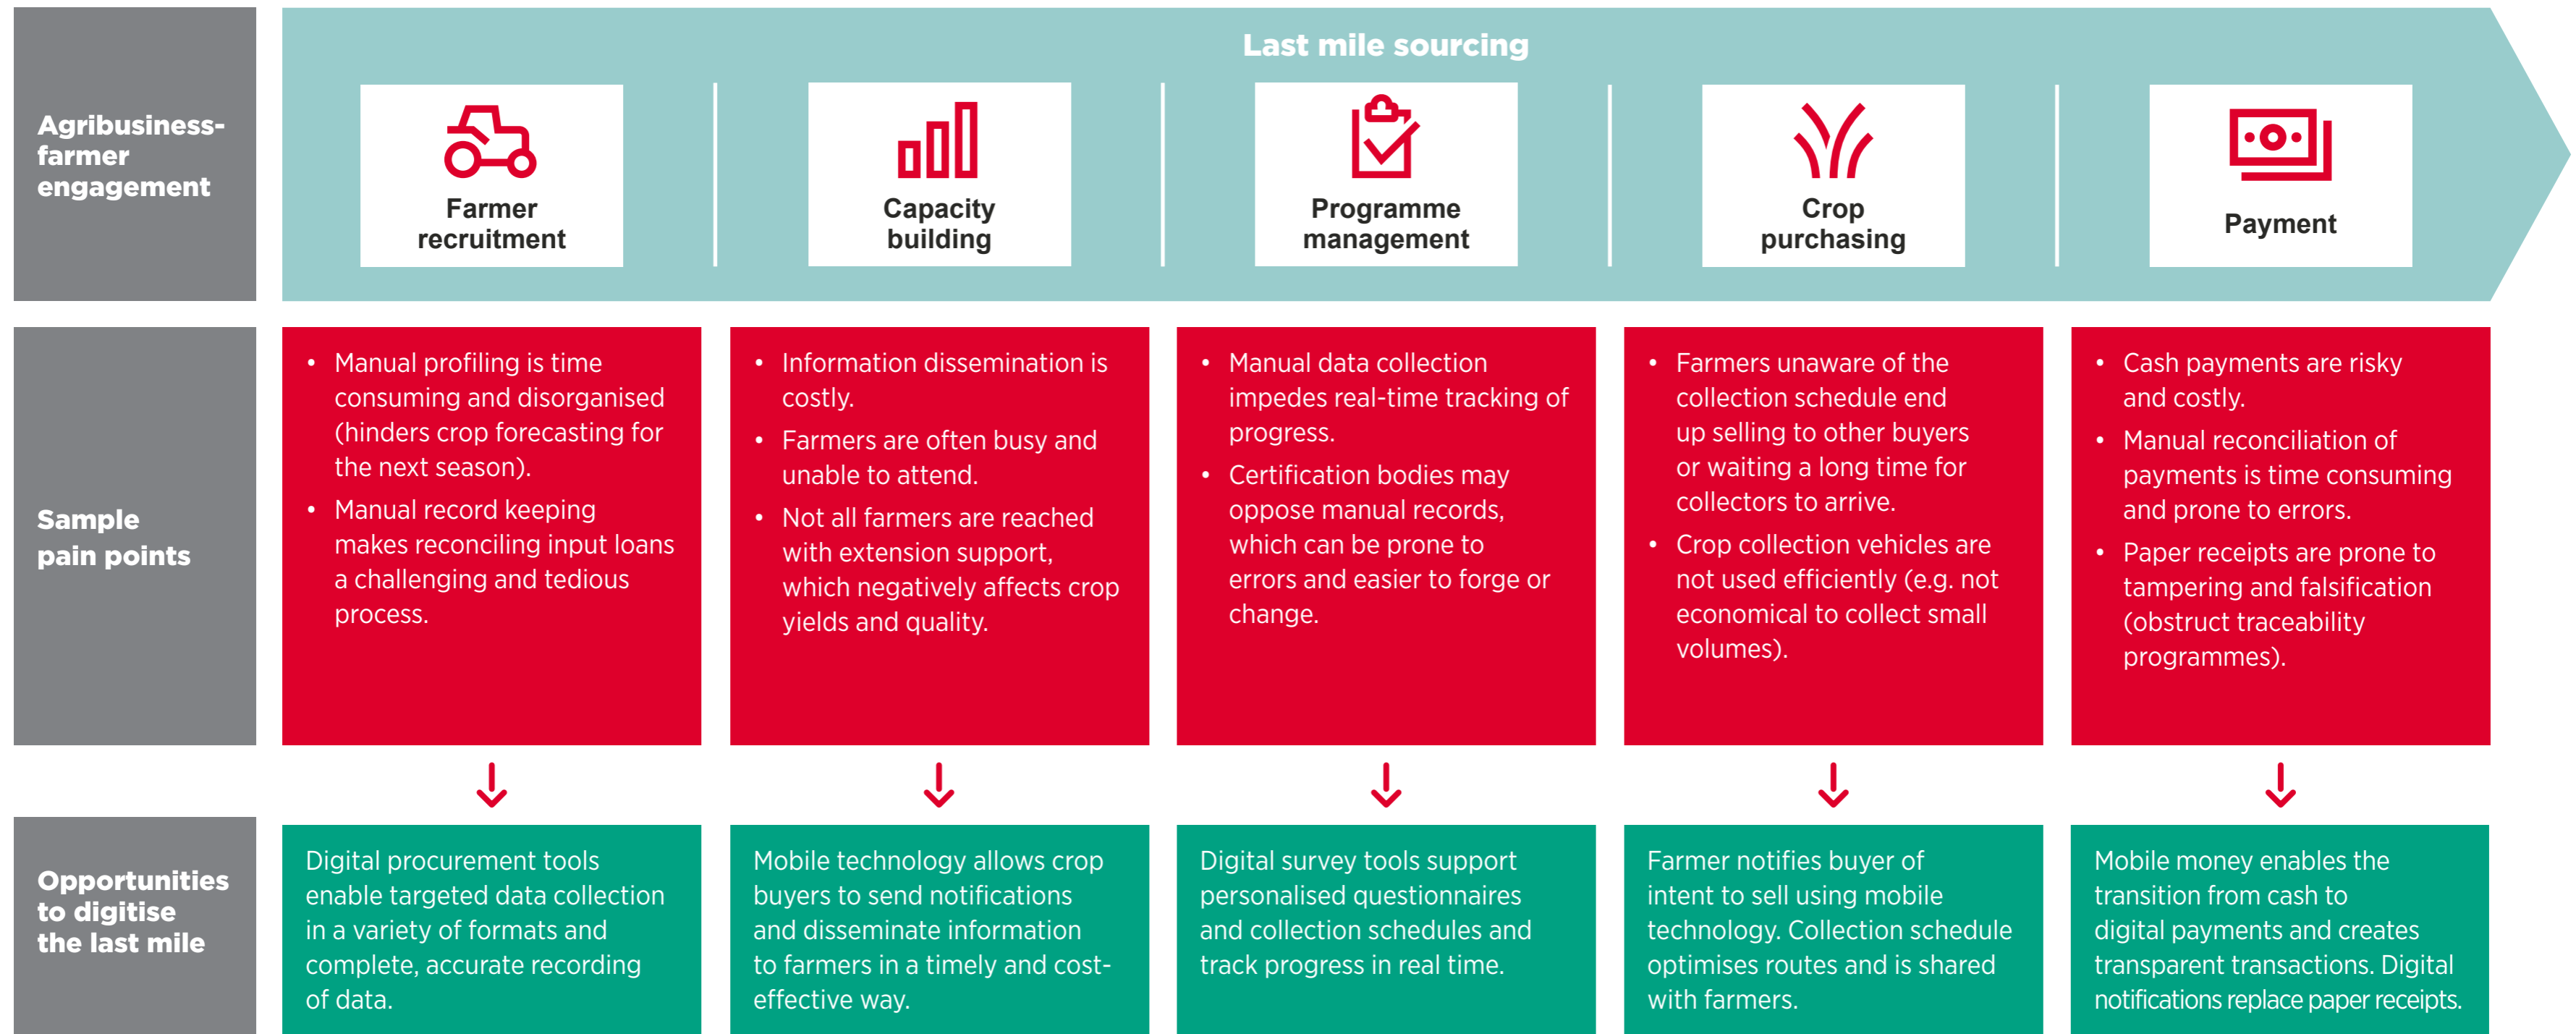 Agribusiness-
farmer
engagement
Last mile sourcing
Farmer
recruitment
Capacity
building
Programme
management
Crop
purchasing
Payment
Sample
pain points
• Manual profiling is time
consuming and disorganised
(hinders crop forecasting for
the next season).
• Manual record keeping
makes reconciling input loans
a challenging and tedious
process.
• Information dissemination is
costly.
• Farmers are often busy and
unable to attend.
• Not all farmers are reached
with extension support,
which negatively affects crop
yields and quality.
• Manual data collection
impedes real-time tracking of
progress.
• Certification bodies may
oppose manual records,
which can be prone to
errors and easier to forge or
change.
• Farmers unaware of the
collection schedule end
up selling to other buyers
or waiting a long time for
collectors to arrive.
• Crop collection vehicles are
not used efficiently (e.g. not
economical to collect small
volumes).
• Cash payments are risky
and costly.
• Manual reconciliation of
payments is time consuming
and prone to errors.
• Paper receipts are prone to
tampering and falsification
(obstruct traceability
programmes).
Opportunities
to digitise
the last mile
Digital procurement tools
enable targeted data collection
in a variety of formats and
complete, accurate recording
of data.
Mobile technology allows crop
buyers to send notifications
and disseminate information
to farmers in a timely and cost-
effective way.
Digital survey tools support
personalised questionnaires
and collection schedules and
track progress in real time.
Farmer notifies buyer of
intent to sell using mobile
technology. Collection schedule
optimises routes and is shared
with farmers.
Mobile money enables the
transition from cash to
digital payments and creates
transparent transactions. Digital
notifications replace paper receipts.